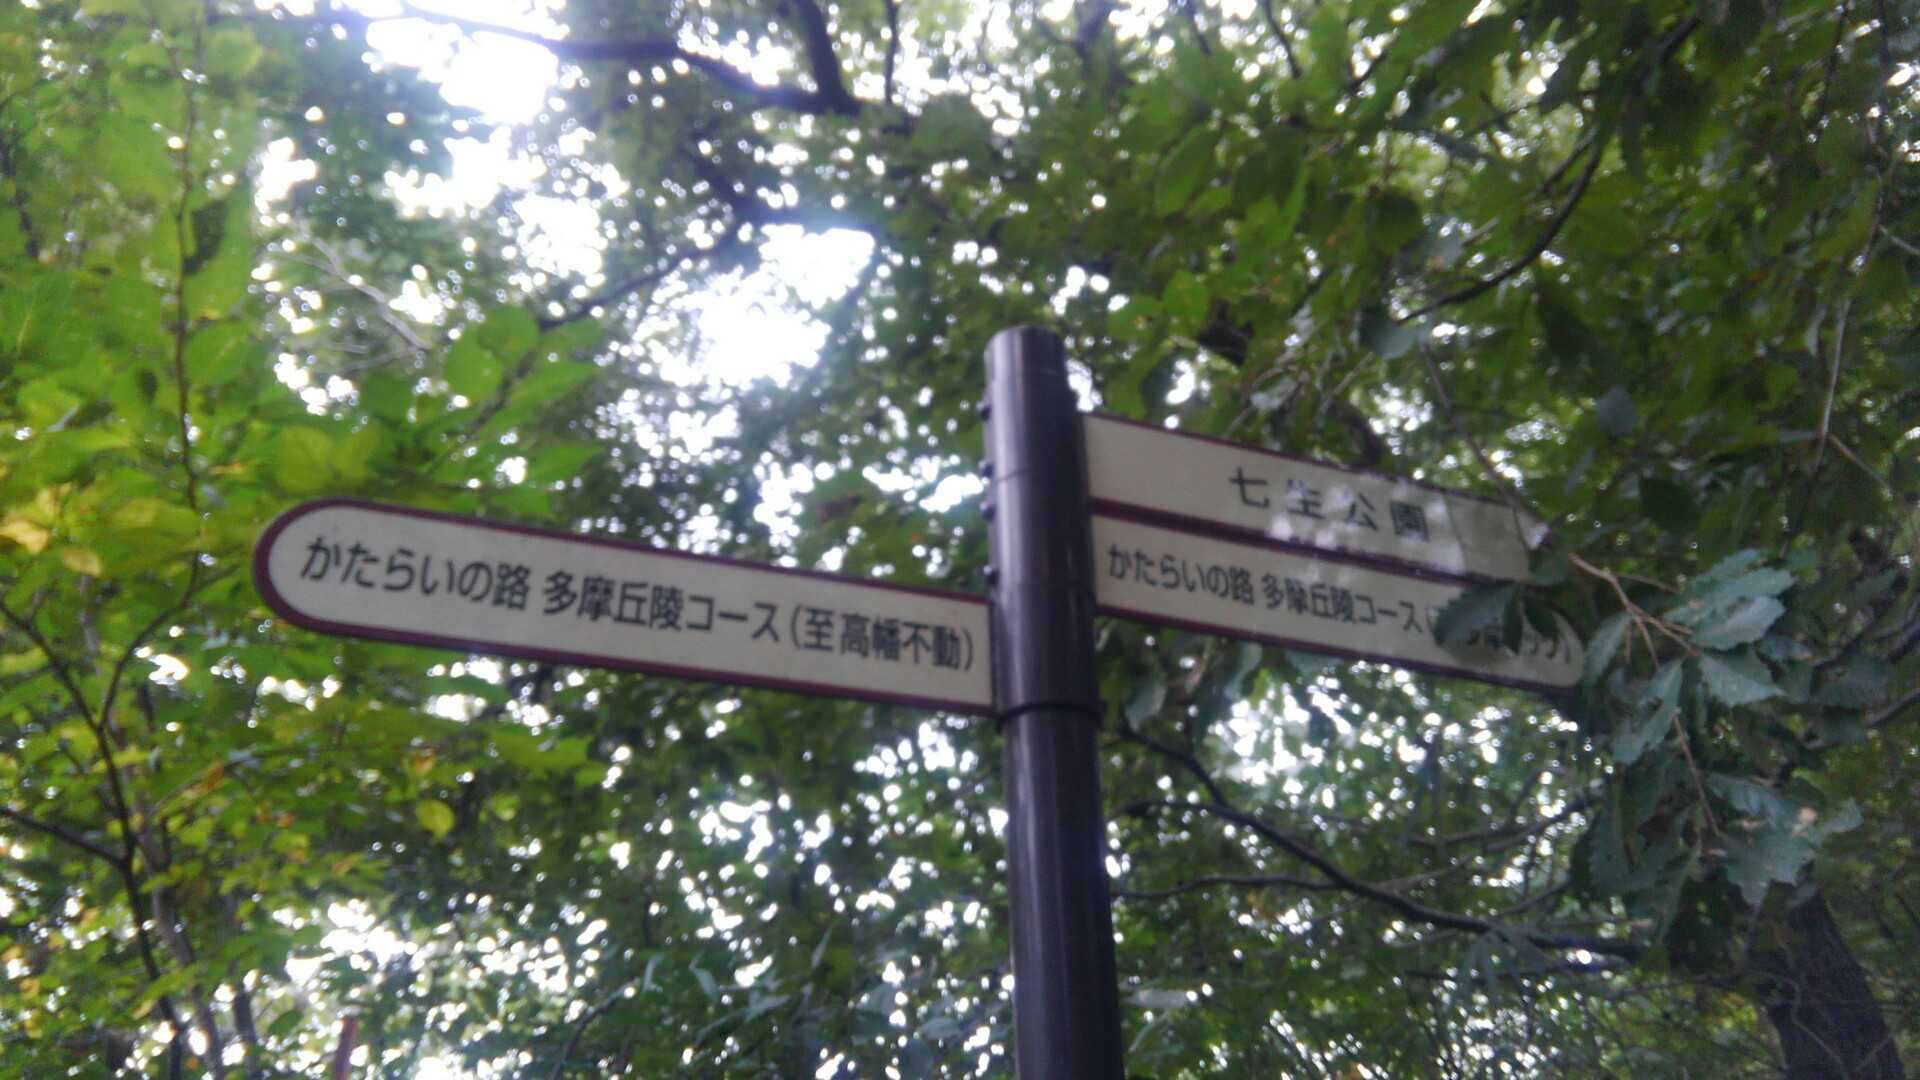 かたらいの路 多摩丘陵コース(至高幡不動)
七生公園
かたらいの路 多摩丘陵コース